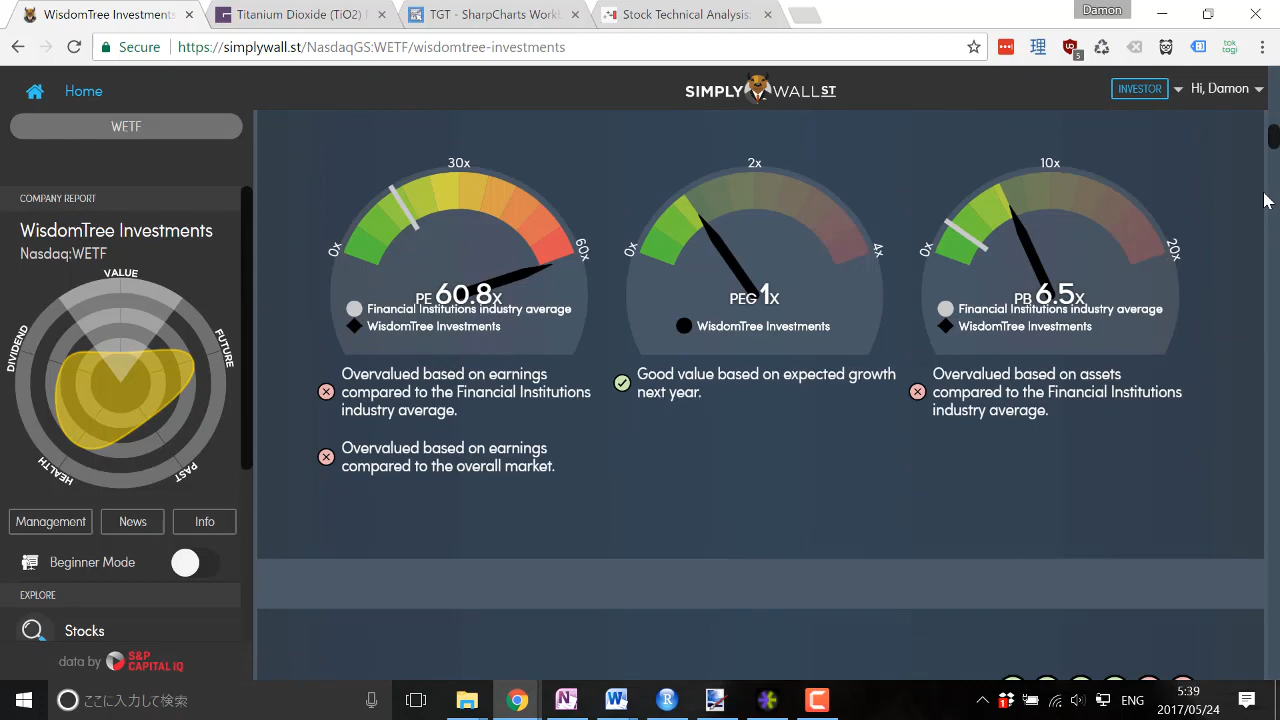 WisdomTree Investments
Titanium Dioxide (TiO2)
TGT - SharpCharts Work
Stock Technical Analysis:
Damon
Secure
https://simplywall.st/NasdaqGS:WETF/wisdomtree-investments
5
tok
togi
Home
SIMPLY WALL ST
INVESTOR
Hi, Damon
WETF
COMPANY REPORT
WisdomTree Investments
Nasdaq:WETF
VALUE
FUTURE
PAST
HEALTH
DIVIDEND
Management
News
Info
Beginner Mode
EXPLORE
Stocks
data by S&P CAPITAL IQ
0x
30x
60x
PE 60.8x
Financial Institutions industry average
WisdomTree Investments
Overvalued based on earnings
compared to the Financial Institutions
industry average.
Overvalued based on earnings
compared to the overall market.
0x
2x
4x
PEG 1x
WisdomTree Investments
Good value based on expected growth
next year.
0x
10x
20x
PB 6.5x
Financial Institutions industry average
WisdomTree Investments
Overvalued based on assets
compared to the Financial Institutions
industry average.
ここに入力して検索
ENG
5:39
2017/05/24